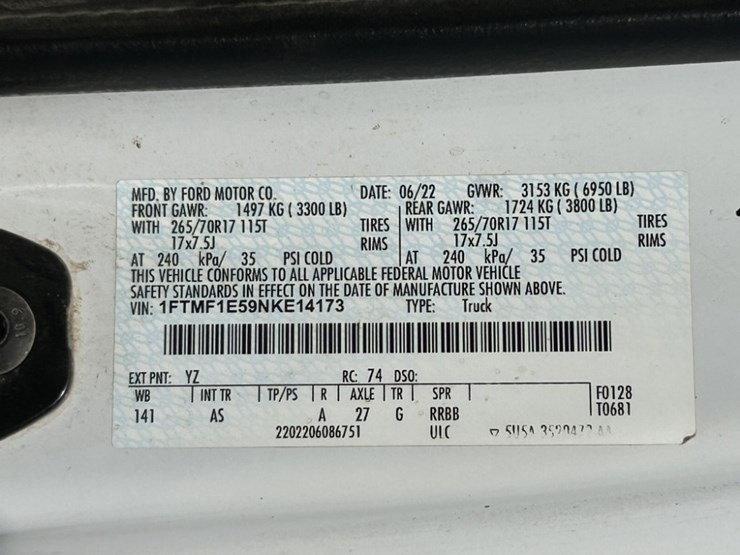 MFD. BY FORD MOTOR CO. DATE: 06/22 GVWR: 3153 KG ( 6950 LB)
FRONT GAWR: 1497 KG ( 3300 LB) REAR GAWR: 1724 KG ( 3800 LB)
WITH 265/70R17 115T TIRES WITH 265/70R17 115T TIRES
17x7.5J RIMS 17x7.5J RIMS
AT 240 kPa/ 35 PSI COLD AT 240 kPa/ 35 PSI COLD
THIS VEHICLE CONFORMS TO ALL APPLICABLE FEDERAL MOTOR VEHICLE
SAFETY STANDARDS IN EFFECT ON THE DATE OF MANUFACTURE SHOWN ABOVE.
VIN: 1FTMF1E59NKE14173 TYPE: Truck
EXT PNT: YZ RC: 74 DSO:
WB INT TR TP/PS R AXLE TR SPR F0128
141 AS A 27 G RRBB T0681
2202206086751 UIC